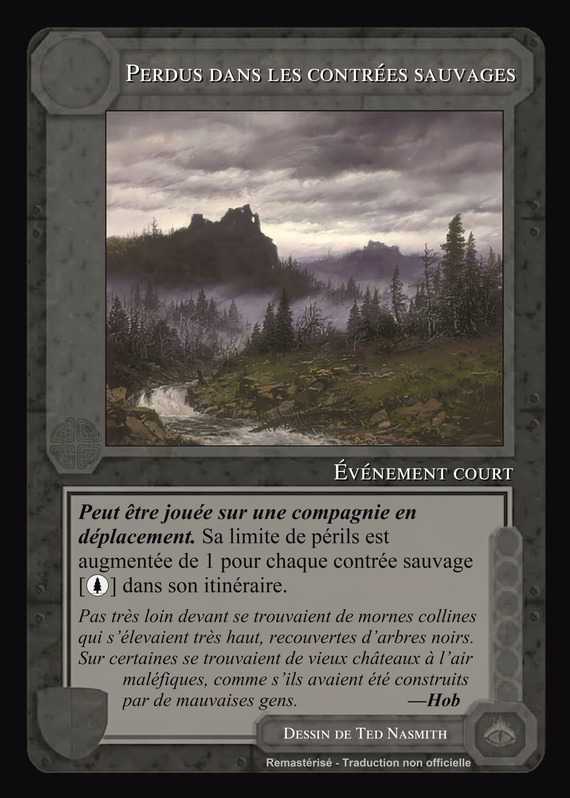 Perdus dans les contrées sauvages
Événement court
Peut être jouée sur une compagnie en
déplacement. Sa limite de périls est
augmentée de 1 pour chaque contrée sauvage
[] dans son itinéraire.
Pas très loin devant se trouvaient de mornes collines
qui s’élevaient très haut, recouvertes d’arbres noirs.
Sur certaines se trouvaient de vieux châteaux à l’air
maléfiques, comme s’ils avaient été construits
par de mauvaises gens. —Hob
Dessin de Ted Nasmith
Remastérisé - Traduction non officielle